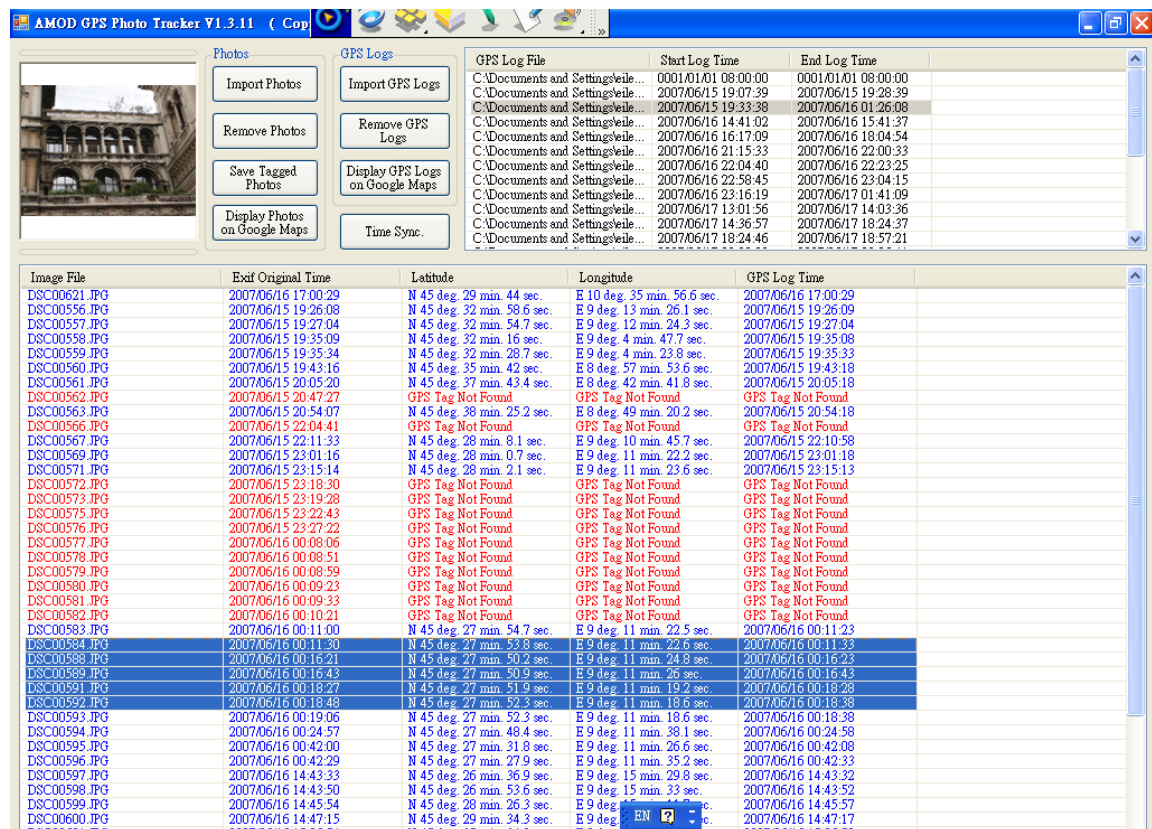 AMOD GPS Photo Tracker V1.3.11 ( Cop
Photos
Import Photos
Remove Photos
Save Tagged
Photos
Display Photos
on Google Maps
GPS Logs
Import GPS Logs
Remove GPS
Logs
Display GPS Logs
on Google Maps
Time Sync.
GPS Log File Start Log Time End Log Time
C:\Documents and Settings\eile... 0001/01/01 08:00:00 0001/01/01 08:00:00
C:\Documents and Settings\eile... 2007/06/15 19:07:39 2007/06/15 19:28:39
C:\Documents and Settings\eile... 2007/06/15 19:33:38 2007/06/16 01:26:08
C:\Documents and Settings\eile... 2007/06/16 14:41:02 2007/06/16 15:41:37
C:\Documents and Settings\eile... 2007/06/16 16:17:09 2007/06/16 18:04:54
C:\Documents and Settings\eile... 2007/06/16 21:15:33 2007/06/16 22:00:33
C:\Documents and Settings\eile... 2007/06/16 22:04:40 2007/06/16 22:23:25
C:\Documents and Settings\eile... 2007/06/16 22:58:45 2007/06/16 23:04:15
C:\Documents and Settings\eile... 2007/06/16 23:16:19 2007/06/17 01:41:09
C:\Documents and Settings\eile... 2007/06/17 13:01:56 2007/06/17 14:03:36
C:\Documents and Settings\eile... 2007/06/17 14:36:57 2007/06/17 18:24:37
C:\Documents and Settings\eile... 2007/06/17 18:24:46 2007/06/17 18:57:21
Image File Exif Original Time Latitude Longitude GPS Log Time
DSC00621.JPG 2007/06/16 17:00:29 N 45 deg. 29 min. 44 sec. E 10 deg. 35 min. 56.6 sec. 2007/06/16 17:00:29
DSC00556.JPG 2007/06/15 19:26:08 N 45 deg. 32 min. 58.6 sec. E 9 deg. 13 min. 26.1 sec. 2007/06/15 19:26:09
DSC00557.JPG 2007/06/15 19:27:04 N 45 deg. 32 min. 54.7 sec. E 9 deg. 12 min. 24.3 sec. 2007/06/15 19:27:04
DSC00558.JPG 2007/06/15 19:35:09 N 45 deg. 32 min. 16 sec. E 9 deg. 4 min. 47.7 sec. 2007/06/15 19:35:08
DSC00559.JPG 2007/06/15 19:35:34 N 45 deg. 32 min. 28.7 sec. E 9 deg. 4 min. 23.8 sec. 2007/06/15 19:35:33
DSC00560.JPG 2007/06/15 19:43:16 N 45 deg. 35 min. 42 sec. E 8 deg. 57 min. 53.6 sec. 2007/06/15 19:43:18
DSC00561.JPG 2007/06/15 20:05:20 N 45 deg. 37 min. 43.4 sec. E 8 deg. 42 min. 41.8 sec. 2007/06/15 20:05:18
DSC00562.JPG 2007/06/15 20:47:27 GPS Tag Not Found GPS Tag Not Found GPS Tag Not Found
DSC00563.JPG 2007/06/15 20:54:07 N 45 deg. 38 min. 25.2 sec. E 8 deg. 49 min. 20.2 sec. 2007/06/15 20:54:18
DSC00566.JPG 2007/06/15 22:04:41 GPS Tag Not Found GPS Tag Not Found GPS Tag Not Found
DSC00567.JPG 2007/06/15 22:11:33 N 45 deg. 28 min. 8.1 sec. E 9 deg. 10 min. 45.7 sec. 2007/06/15 22:10:58
DSC00569.JPG 2007/06/15 23:01:16 N 45 deg. 28 min. 0.7 sec. E 9 deg. 11 min. 22.2 sec. 2007/06/15 23:01:18
DSC00571.JPG 2007/06/15 23:15:14 N 45 deg. 28 min. 2.1 sec. E 9 deg. 11 min. 23.6 sec. 2007/06/15 23:15:13
DSC00572.JPG 2007/06/15 23:18:30 GPS Tag Not Found GPS Tag Not Found GPS Tag Not Found
DSC00573.JPG 2007/06/15 23:19:28 GPS Tag Not Found GPS Tag Not Found GPS Tag Not Found
DSC00575.JPG 2007/06/15 23:22:43 GPS Tag Not Found GPS Tag Not Found GPS Tag Not Found
DSC00576.JPG 2007/06/15 23:27:22 GPS Tag Not Found GPS Tag Not Found GPS Tag Not Found
DSC00577.JPG 2007/06/16 00:08:06 GPS Tag Not Found GPS Tag Not Found GPS Tag Not Found
DSC00578.JPG 2007/06/16 00:08:51 GPS Tag Not Found GPS Tag Not Found GPS Tag Not Found
DSC00579.JPG 2007/06/16 00:08:59 GPS Tag Not Found GPS Tag Not Found GPS Tag Not Found
DSC00580.JPG 2007/06/16 00:09:23 GPS Tag Not Found GPS Tag Not Found GPS Tag Not Found
DSC00581.JPG 2007/06/16 00:09:33 GPS Tag Not Found GPS Tag Not Found GPS Tag Not Found
DSC00582.JPG 2007/06/16 00:10:21 GPS Tag Not Found GPS Tag Not Found GPS Tag Not Found
DSC00583.JPG 2007/06/16 00:11:00 N 45 deg. 27 min. 54.7 sec. E 9 deg. 11 min. 22.5 sec. 2007/06/16 00:11:23
DSC00584.JPG 2007/06/16 00:11:30 N 45 deg. 27 min. 53.8 sec. E 9 deg. 11 min. 22.6 sec. 2007/06/16 00:11:33
DSC00588.JPG 2007/06/16 00:16:21 N 45 deg. 27 min. 50.2 sec. E 9 deg. 11 min. 24.8 sec. 2007/06/16 00:16:23
DSC00589.JPG 2007/06/16 00:16:43 N 45 deg. 27 min. 50.9 sec. E 9 deg. 11 min. 26 sec. 2007/06/16 00:16:43
DSC00591.JPG 2007/06/16 00:18:27 N 45 deg. 27 min. 51.9 sec. E 9 deg. 11 min. 19.2 sec. 2007/06/16 00:18:28
DSC00592.JPG 2007/06/16 00:18:48 N 45 deg. 27 min. 52.3 sec. E 9 deg. 11 min. 18.6 sec. 2007/06/16 00:18:38
DSC00593.JPG 2007/06/16 00:19:06 N 45 deg. 27 min. 52.3 sec. E 9 deg. 11 min. 18.6 sec. 2007/06/16 00:18:38
DSC00594.JPG 2007/06/16 00:24:57 N 45 deg. 27 min. 48.4 sec. E 9 deg. 11 min. 38.1 sec. 2007/06/16 00:24:58
DSC00595.JPG 2007/06/16 00:42:00 N 45 deg. 27 min. 31.8 sec. E 9 deg. 11 min. 26.6 sec. 2007/06/16 00:42:08
DSC00596.JPG 2007/06/16 00:42:29 N 45 deg. 27 min. 27.9 sec. E 9 deg. 11 min. 35.2 sec. 2007/06/16 00:42:33
DSC00597.JPG 2007/06/16 14:43:33 N 45 deg. 26 min. 36.9 sec. E 9 deg. 15 min. 29.8 sec. 2007/06/16 14:43:32
DSC00598.JPG 2007/06/16 14:43:50 N 45 deg. 26 min. 53.6 sec. E 9 deg. 15 min. 33 sec. 2007/06/16 14:43:52
DSC00599.JPG 2007/06/16 14:45:54 N 45 deg. 28 min. 26.3 sec. E 9 deg 2007/06/16 14:45:57
DSC00600.JPG 2007/06/16 14:47:15 N 45 deg. 29 min. 34.3 sec. E 9 deg 2007/06/16 14:47:17
EN